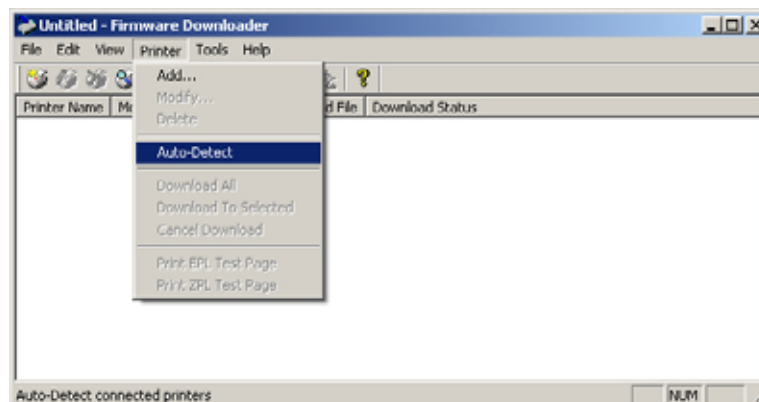 Untitled - Firmware Downloader
File Edit View Printer Tools Help
Add...
Printer Name d File Download Status
Modify...
Delete
Auto-Detect
Download All
Download To Selected
Cancel Download
Print EPL Test Page
Print ZPL Test Page
Auto-Detect connected printers NUM